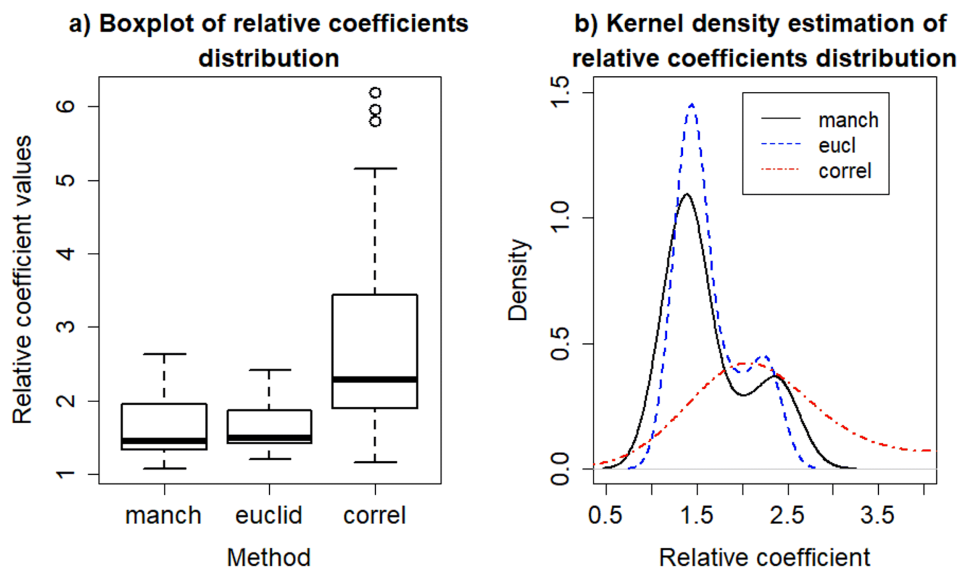 a) Boxplot of relative coefficients
distribution
Relative coefficient values
6
5
4
3
2
1
manch
euclid
correl
Method
b) Kernel density estimation of
relative coefficients distribution
Density
1.5
1.0
0.5
0.0
manch
eucl
correl
0.5
1.5
2.5
3.5
Relative coefficient